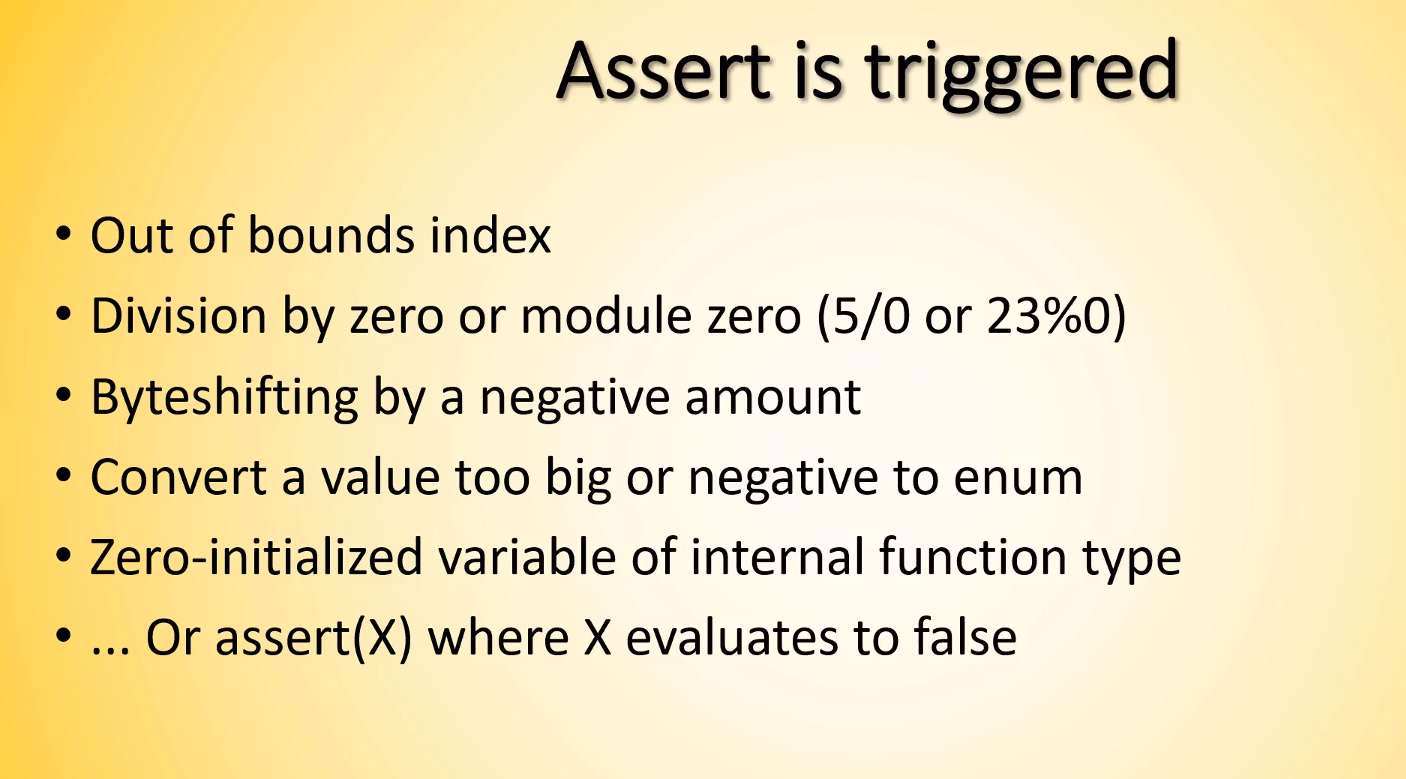 Assert is triggered
• Out of bounds index
• Division by zero or module zero (5/0 or 23%0)
• Byteshifting by a negative amount
• Convert a value too big or negative to enum
• Zero-initialized variable of internal function type
• ... Or assert(X) where X evaluates to false